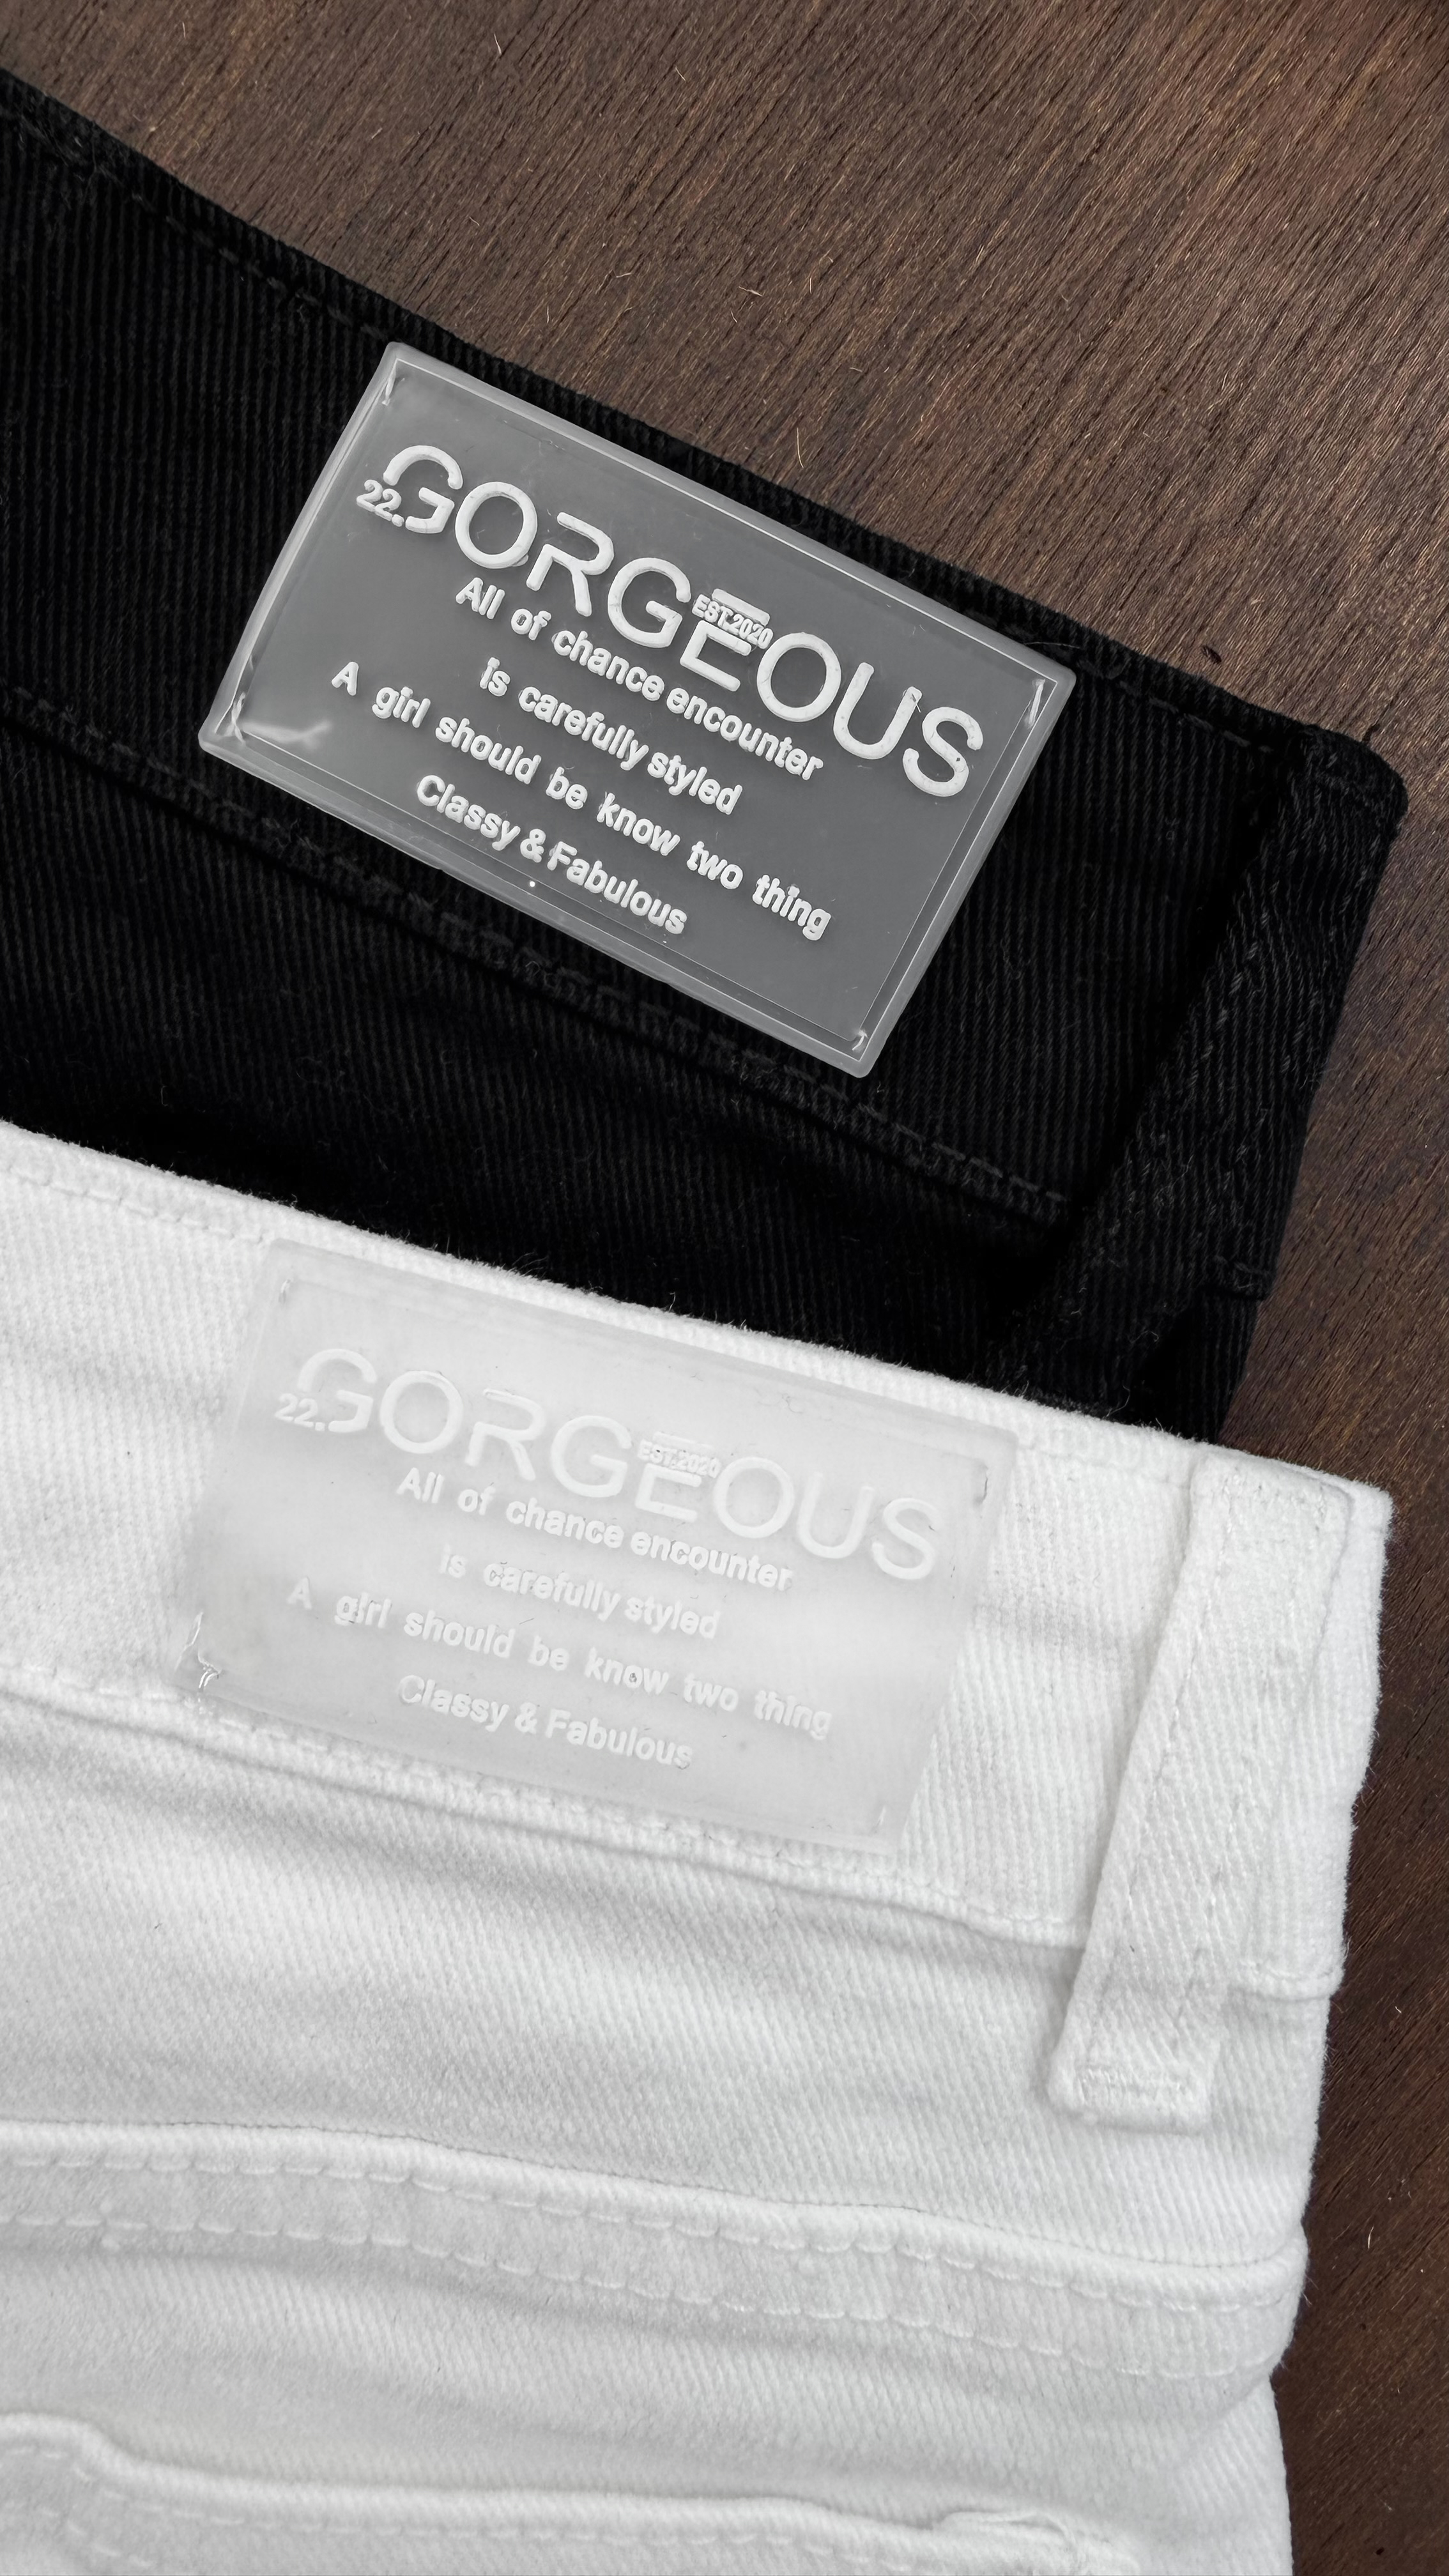 GORGEOUS
22.
EST.2020
All of chance encounter
is carefully styled
A girl should be know two thing
Classy & Fabulous
GORGEOUS
22.
EST.2020
All of chance encounter
is carefully styled
A girl should be know two thing
Classy & Fabulous